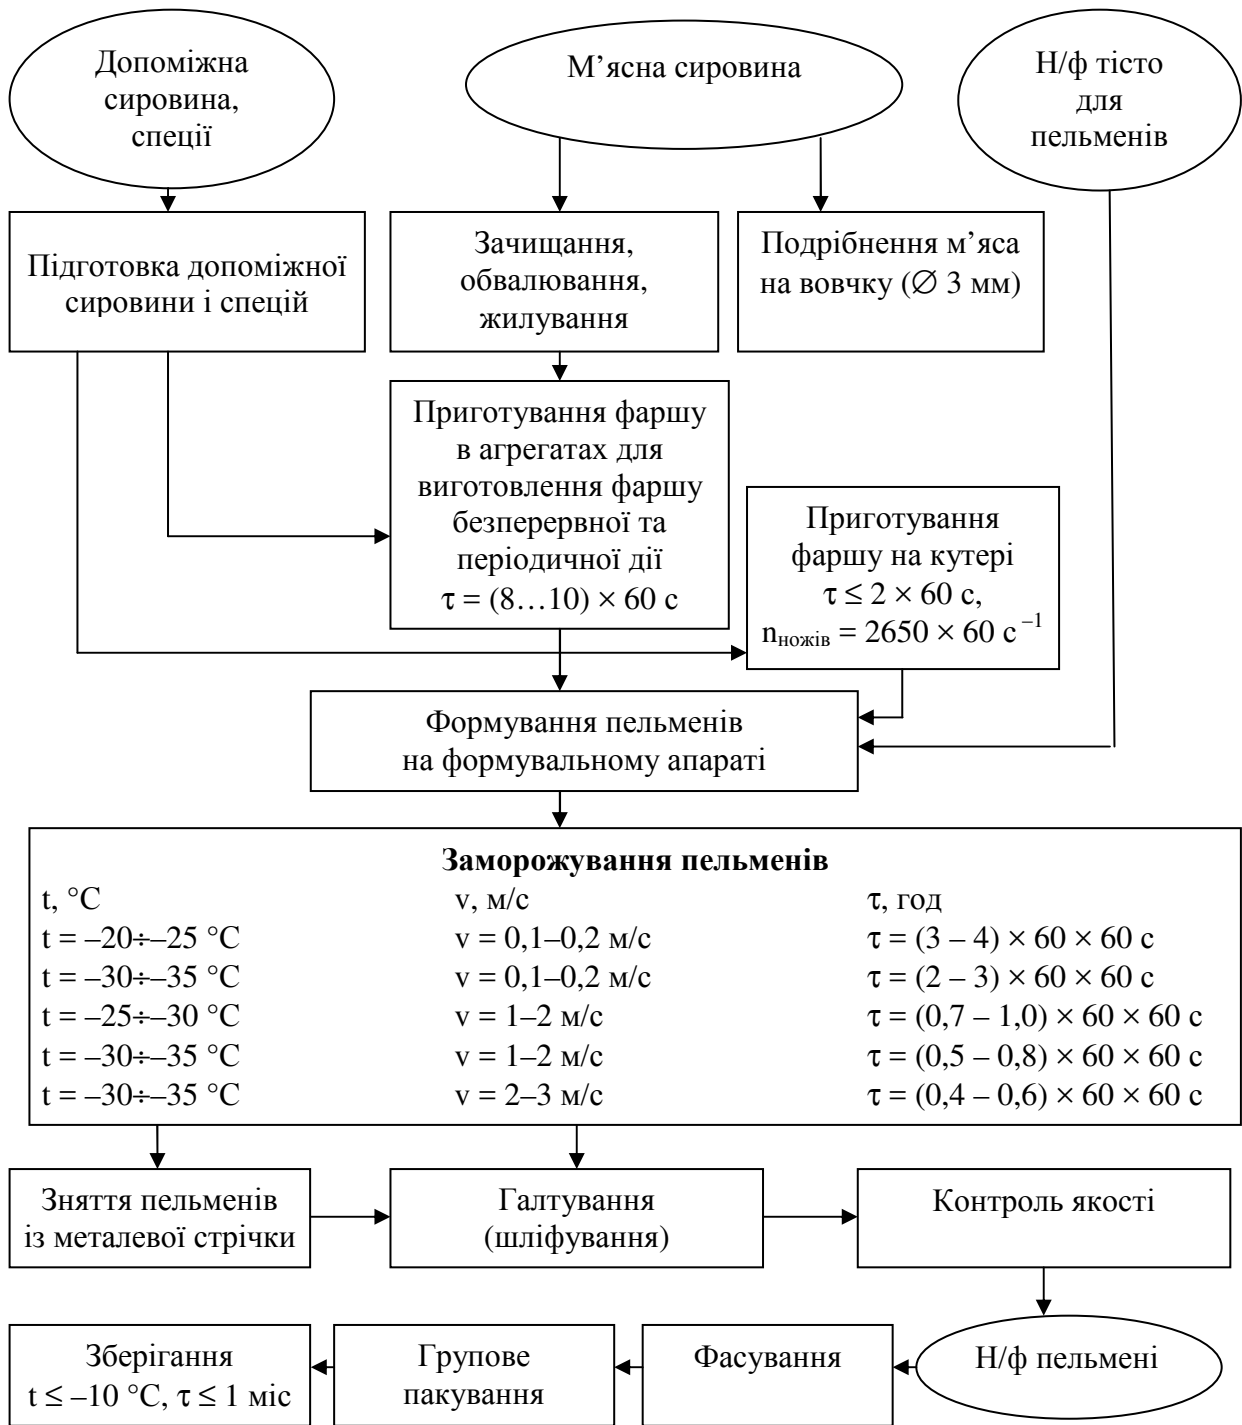 Допоміжна
сировина,
спеції
М’ясна сировина
Н/ф тісто
для
пельменів
Підготовка допоміжної
сировини і спецій
Зачищання,
обвалювання,
жилування
Подрібнення м’яса
на вовчку (∅ 3 мм)
Приготування фаршу
в агрегатах для
виготовлення фаршу
безперервної та
періодичної дії
τ = (8…10) × 60 с
Приготування
фаршу на кутері
τ ≤ 2 × 60 с,
nножів = 2650 × 60 с⁻¹
Формування пельменів
на формувальному апараті
Заморожування пельменів
t, °С v, м/с τ, год
t = –20÷–25 °С v = 0,1–0,2 м/с τ = (3 – 4) × 60 × 60 с
t = –30÷–35 °С v = 0,1–0,2 м/с τ = (2 – 3) × 60 × 60 с
t = –25÷–30 °С v = 1–2 м/с τ = (0,7 – 1,0) × 60 × 60 с
t = –30÷–35 °С v = 1–2 м/с τ = (0,5 – 0,8) × 60 × 60 с
t = –30÷–35 °С v = 2–3 м/с τ = (0,4 – 0,6) × 60 × 60 с
Зняття пельменів
із металевої стрічки
Галтування
(шліфування)
Контроль якості
Зберігання
t ≤ –10 °С, τ ≤ 1 міс
Групове
пакування
Фасування
Н/ф пельмені